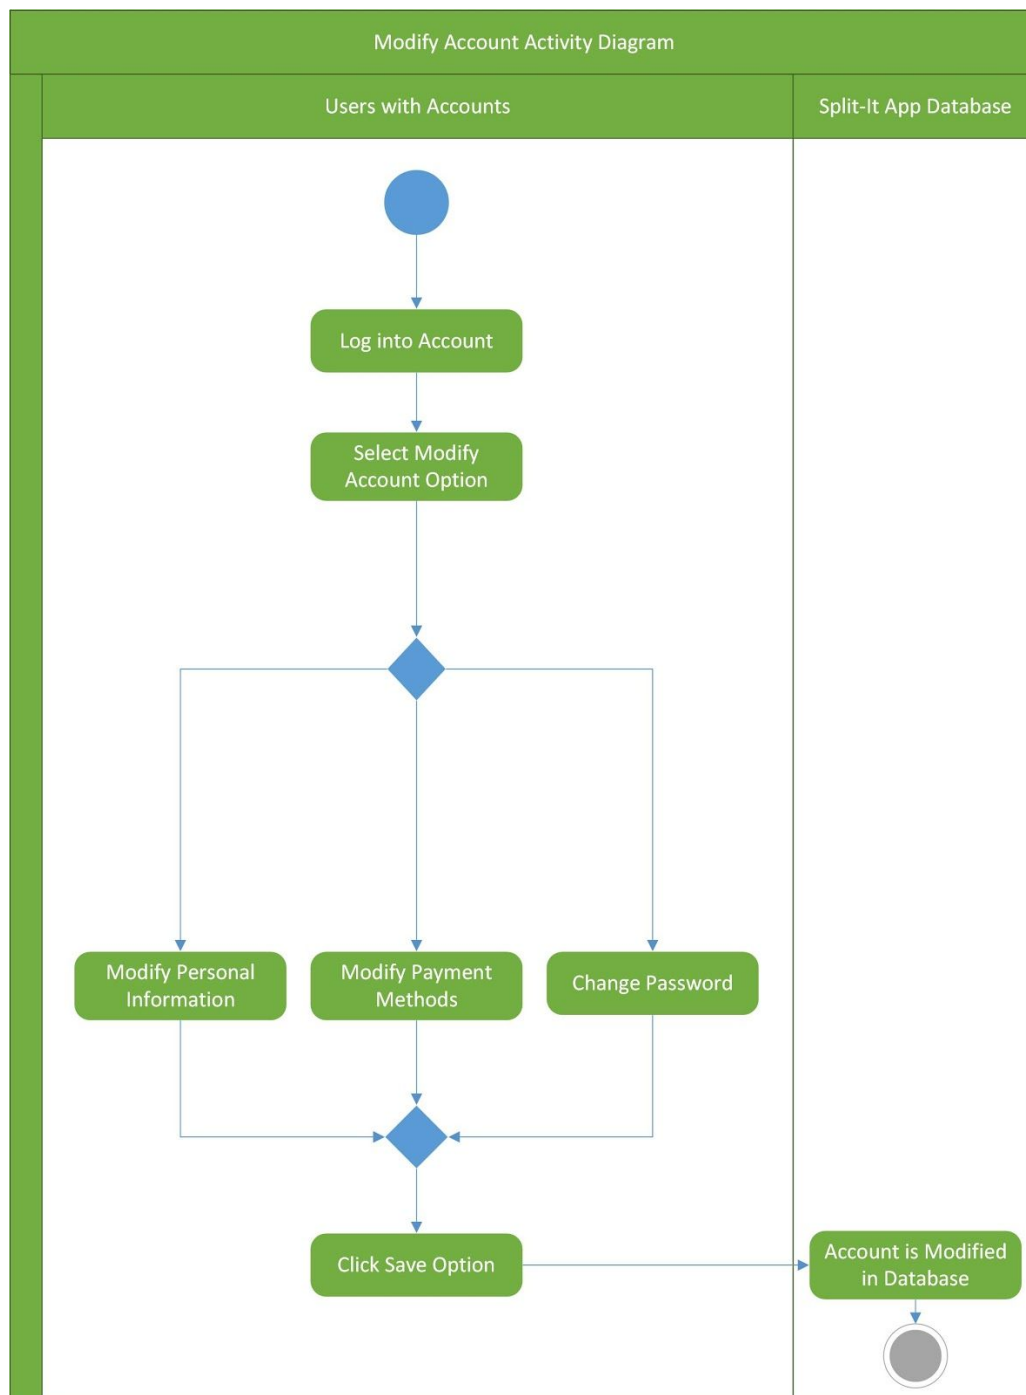 Modify Account Activity Diagram
Users with Accounts
Split-It App Database
Log into Account
Select Modify
Account Option
Modify Personal
Information
Modify Payment
Methods
Change Password
Click Save Option
Account is Modified
in Database